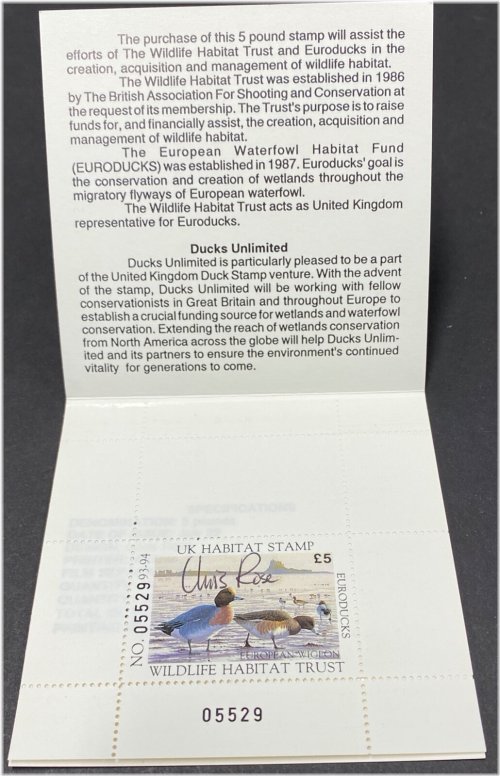 The purchase of this 5 pound stamp will assist the
efforts of The Wildlife Habitat Trust and Euroducks in the
creation, acquisition and management of wildlife habitat.
The Wildlife Habitat Trust was established in 1986
by The British Association For Shooting and Conservation at
the request of its membership. The Trust's purpose is to raise
funds for, and financially assist, the creation, acquisition and
management of wildlife habitat.
The European Waterfowl Habitat Fund
(EURODUCKS) was established in 1987. Euroducks' goal is
the conservation and creation of wetlands throughout the
migratory flyways of European waterfowl.
The Wildlife Habitat Trust acts as United Kingdom
representative for Euroducks.
Ducks Unlimited
Ducks Unlimited is particularly pleased to be a part
of the United Kingdom Duck Stamp venture. With the advent
of the stamp, Ducks Unlimited will be working with fellow
conservationists in Great Britain and throughout Europe to
establish a crucial funding source for wetlands and waterfowl
conservation. Extending the reach of wetlands conservation
from North America across the globe will help Ducks Unlim-
ited and its partners to ensure the environment's continued
vitality for generations to come.
SPECIFICATIONS
UK HABITAT STAMP
£5
Chris Rose
NO. 05529 93-94
EURODUCKS
EUROPEAN WIGEON
WILDLIFE HABITAT TRUST
05529